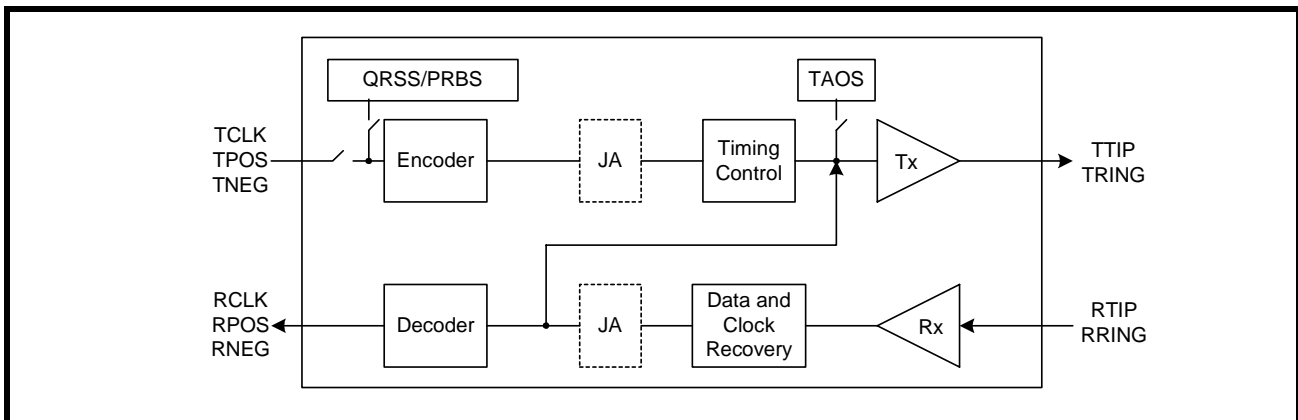 QRSS/PRBS
TAOS
TCLK
TPOS
TNEG
Encoder
JA
Timing
Control
Tx
TTIP
TRING
RCLK
RPOS
RNEG
Decoder
JA
Data and
Clock
Recovery
Rx
RTIP
RRING